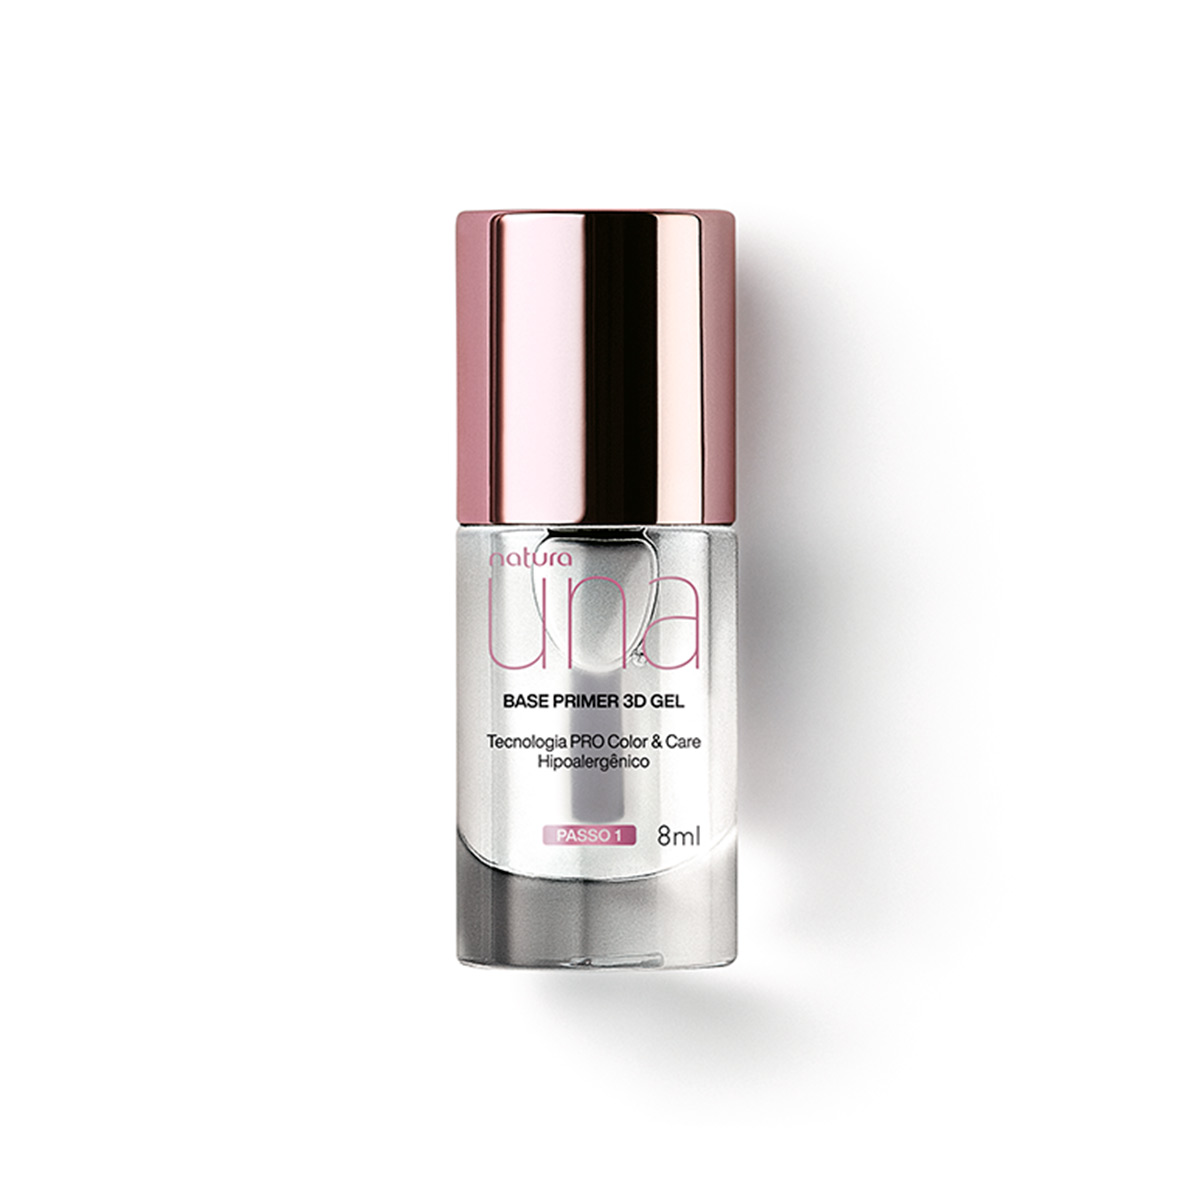 natura
una
BASE PRIMER 3D GEL
Tecnologia PRO Color & Care
Hipoalergênico
PASSO 1 8ml